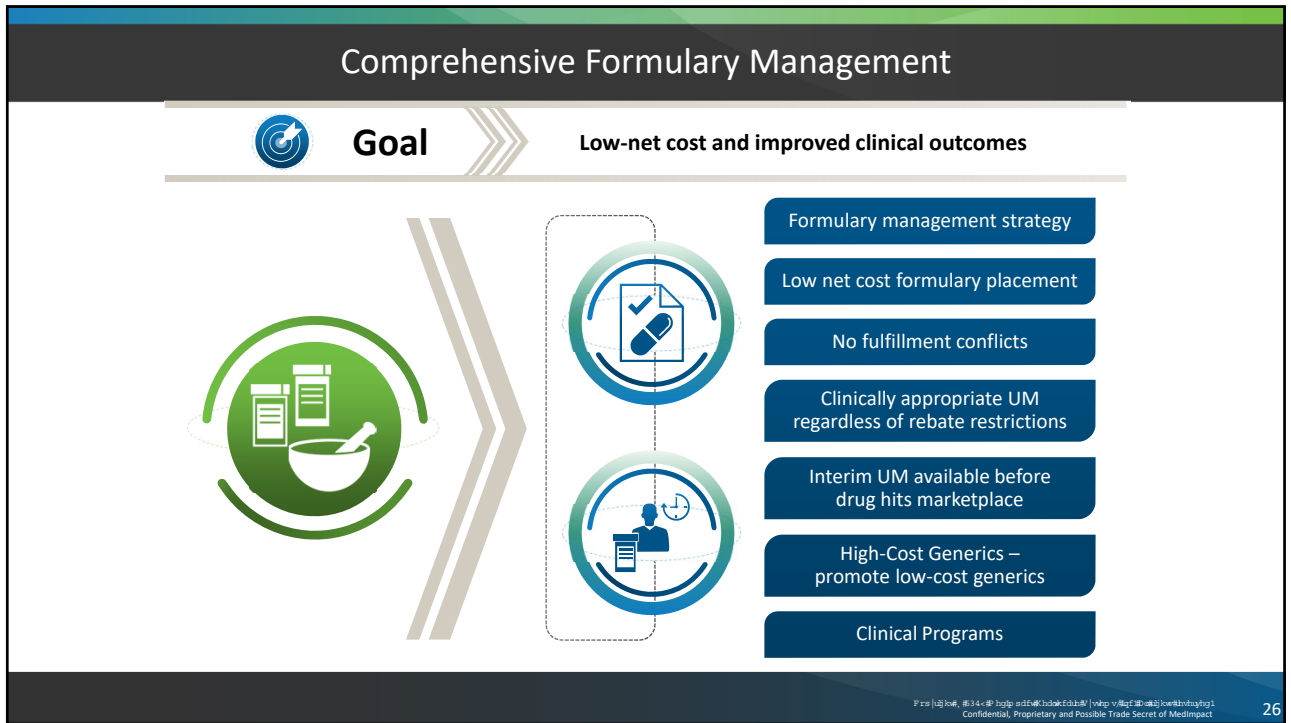 Comprehensive Formulary Management
Goal
Low-net cost and improved clinical outcomes
Formulary management strategy
Low net cost formulary placement
No fulfillment conflicts
Clinically appropriate UM
regardless of rebate restrictions
Interim UM available before
drug hits marketplace
High-Cost Generics –
promote low-cost generics
Clinical Programs
Confidential, Proprietary and Possible Trade Secret of MedImpact
26